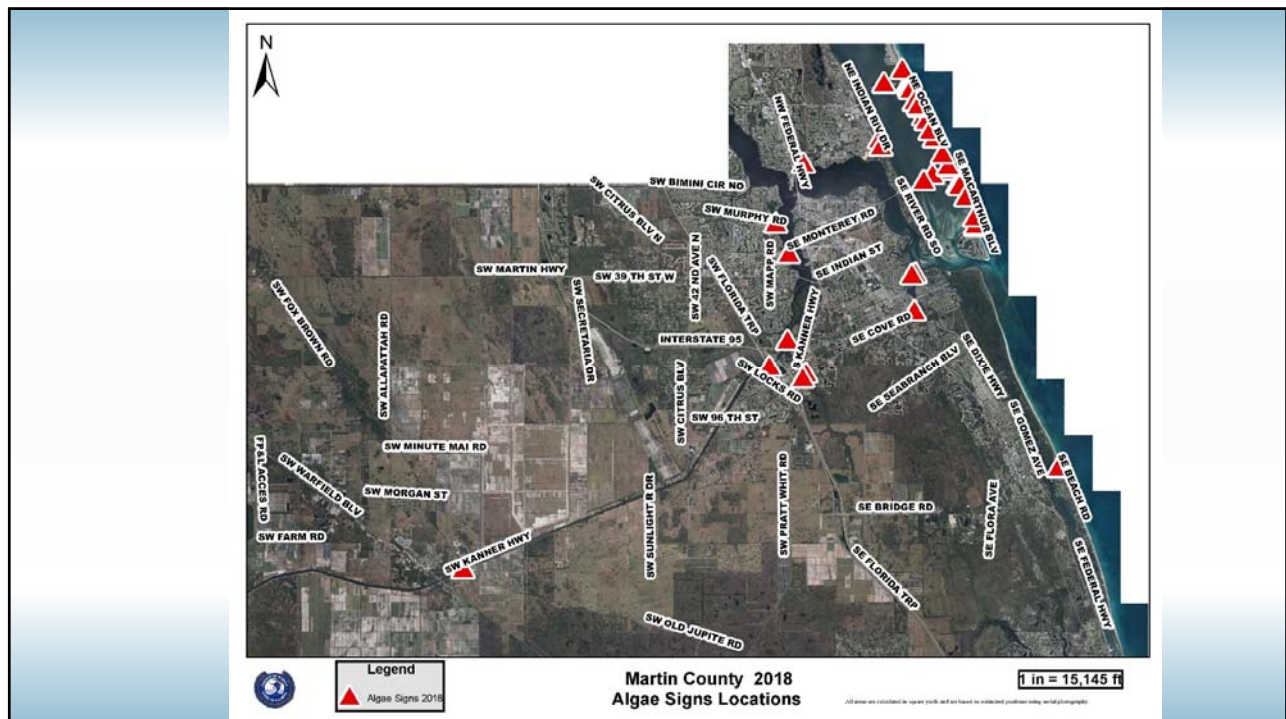 N
NE INDIAN RIV DR
NE OCEAN BLV
NW FEDERAL HWY
SE MACARTHUR BLV
SW BIMINI CIR NO
SW CITRUS BLV N
SW MURPHY RD
SE RIVER RD SO
SE MONTEREY RD
SW 42 ND AVE N
SW MAPP RD
SE INDIAN ST
SW MARTIN HWY
SW 39 TH ST W
SW FLORIDA TRP
SW FOX BROWN RD
SW ALLAPATTAH RD
SW SECRETARIA DR
S KANNER HWY
INTERSTATE 95
SE COVE RD
SW LOCKS RD
SE SEABRANCH BLV
SE DIXIE HWY
SW CITRUS BLV
SW 96 TH ST
SE GOMEZ AVE
SW MINUTE MAI RD
FP&L ACCES RD
SW WARFIELD BLV
SW MORGAN ST
SW SUNLIGHT R DR
SW PRATT WHIT RD
SE BRIDGE RD
SE FLORA AVE
SE BEACH RD
SW FARM RD
SW KANNER HWY
SE FLORIDA TRP
SE FEDERAL HWY
SW OLD JUPITE RD
Legend
Algae Signs 2018
Martin County 2018
Algae Signs Locations
1 in = 15,145 ft